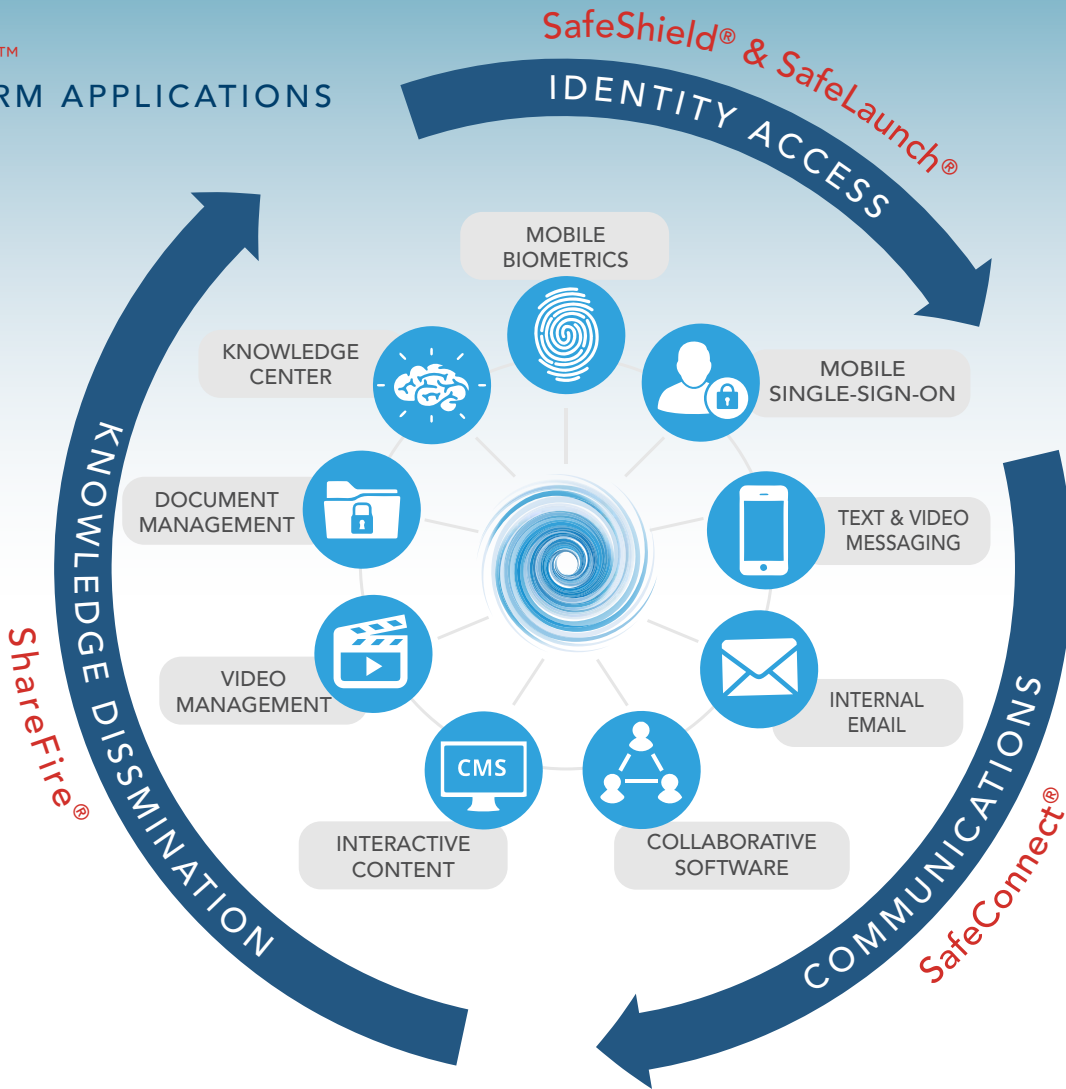 TM
RM APPLICATIONS
SafeShield® & SafeLaunch®
IDENTITY ACCESS
MOBILE
BIOMETRICS
KNOWLEDGE
CENTER
MOBILE
SINGLE-SIGN-ON
DOCUMENT
MANAGEMENT
TEXT & VIDEO
MESSAGING
VIDEO
MANAGEMENT
INTERNAL
EMAIL
CMS
INTERACTIVE
CONTENT
COLLABORATIVE
SOFTWARE
KNOWLEDGE DISSMINATION
ShareFire®
COMMUNICATIONS
SafeConnect®